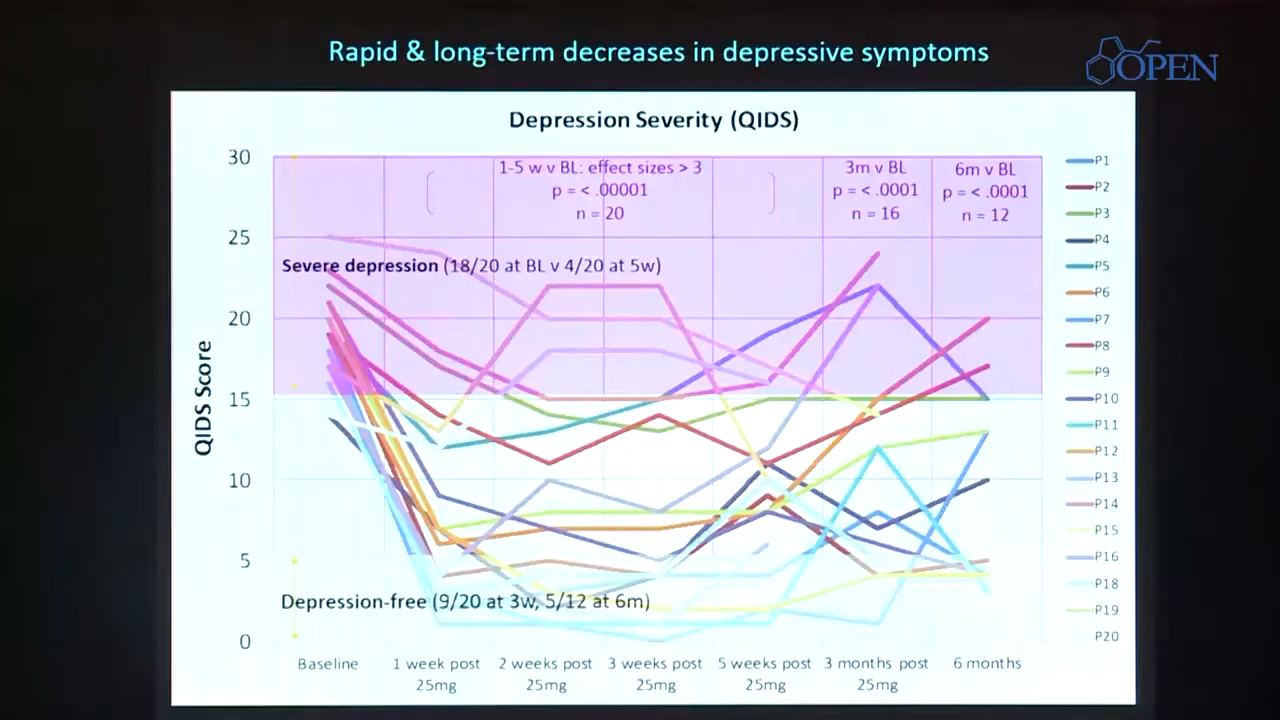 Rapid & long-term decreases in depressive symptoms
OPEN
Depression Severity (QIDS)
30
25
20
15
10
5
0
QIDS Score
1-5 w v BL: effect sizes > 3
p = < .00001
n = 20
3m v BL
p = < .0001
n = 16
6m v BL
p = < .0001
n = 12
Severe depression (18/20 at BL v 4/20 at 5w)
Depression-free (9/20 at 3w, 5/12 at 6m)
Baseline
1 week post
25mg
2 weeks post
25mg
3 weeks post
25mg
5 weeks post
25mg
3 months post
25mg
6 months
P1
P2
P3
P4
P5
P6
P7
P8
P9
P10
P11
P12
P13
P14
P15
P16
P18
P19
P20